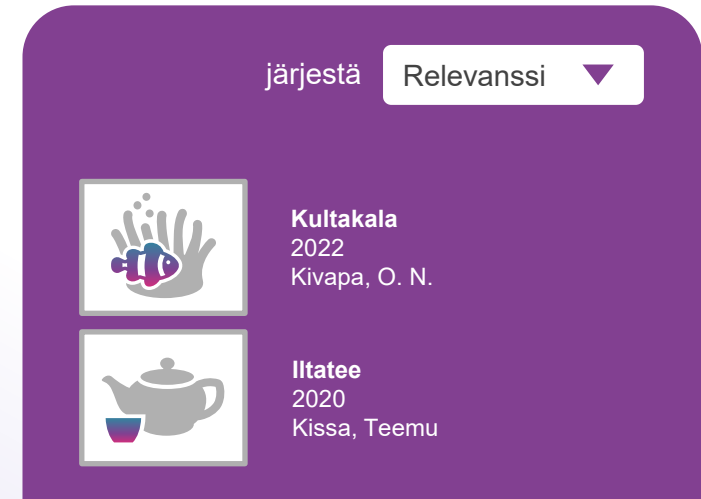 järjestä Relevanssi
Kultakala
2022
Kivapa, O. N.
Iltatee
2020
Kissa, Teemu